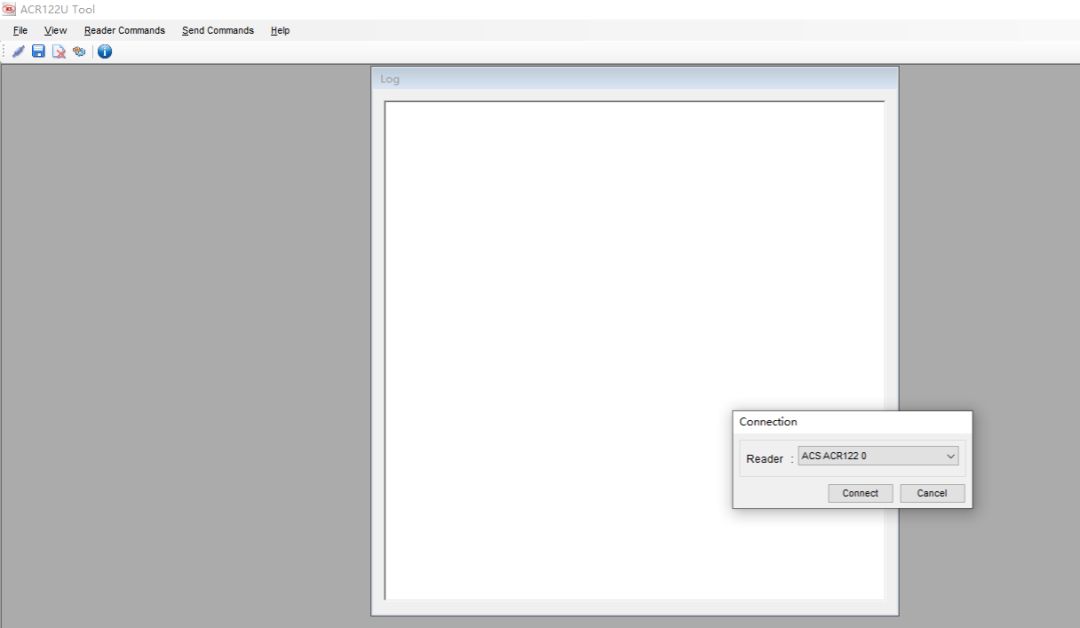 ACR122U Tool
File View Reader Commands Send Commands Help
Log
Connection
Reader : ACS ACR122 0
Connect Cancel